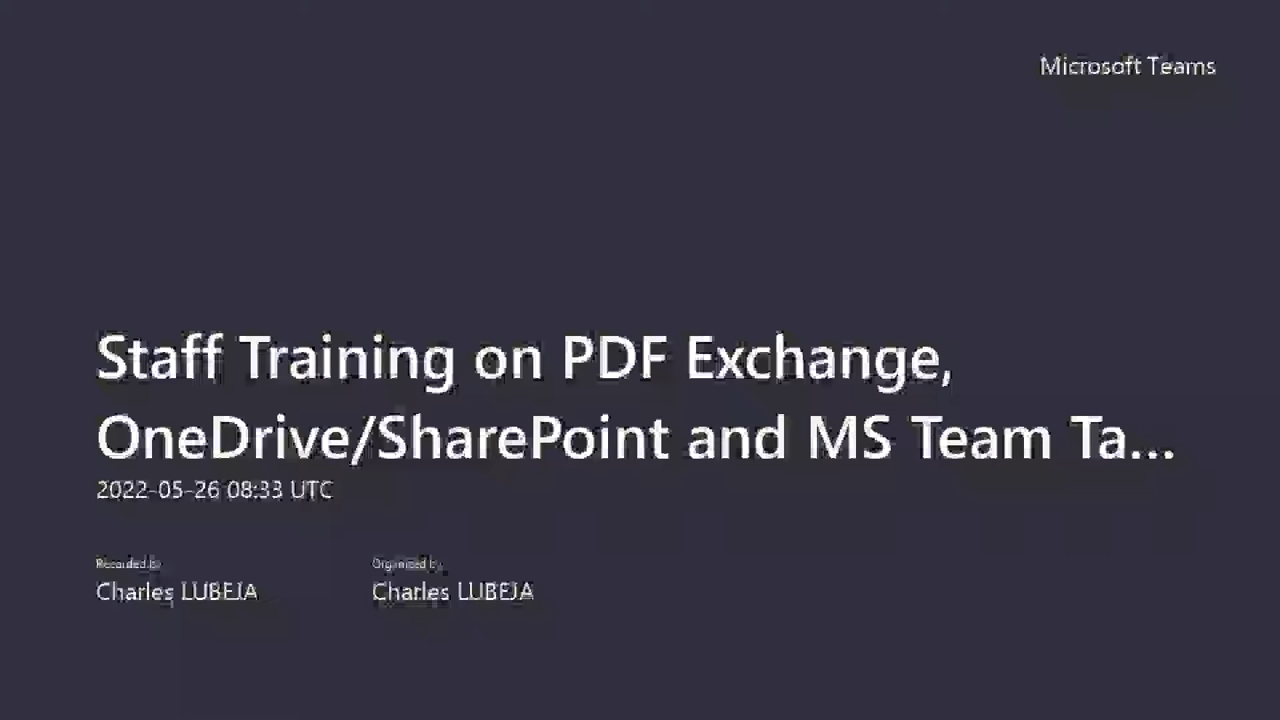 Microsoft Teams
Staff Training on PDF Exchange,
OneDrive/SharePoint and MS Team Ta...
2022-05-26 08:33 UTC
Recorded by
Organized by
Charles LUBEJA
Charles LUBEJA